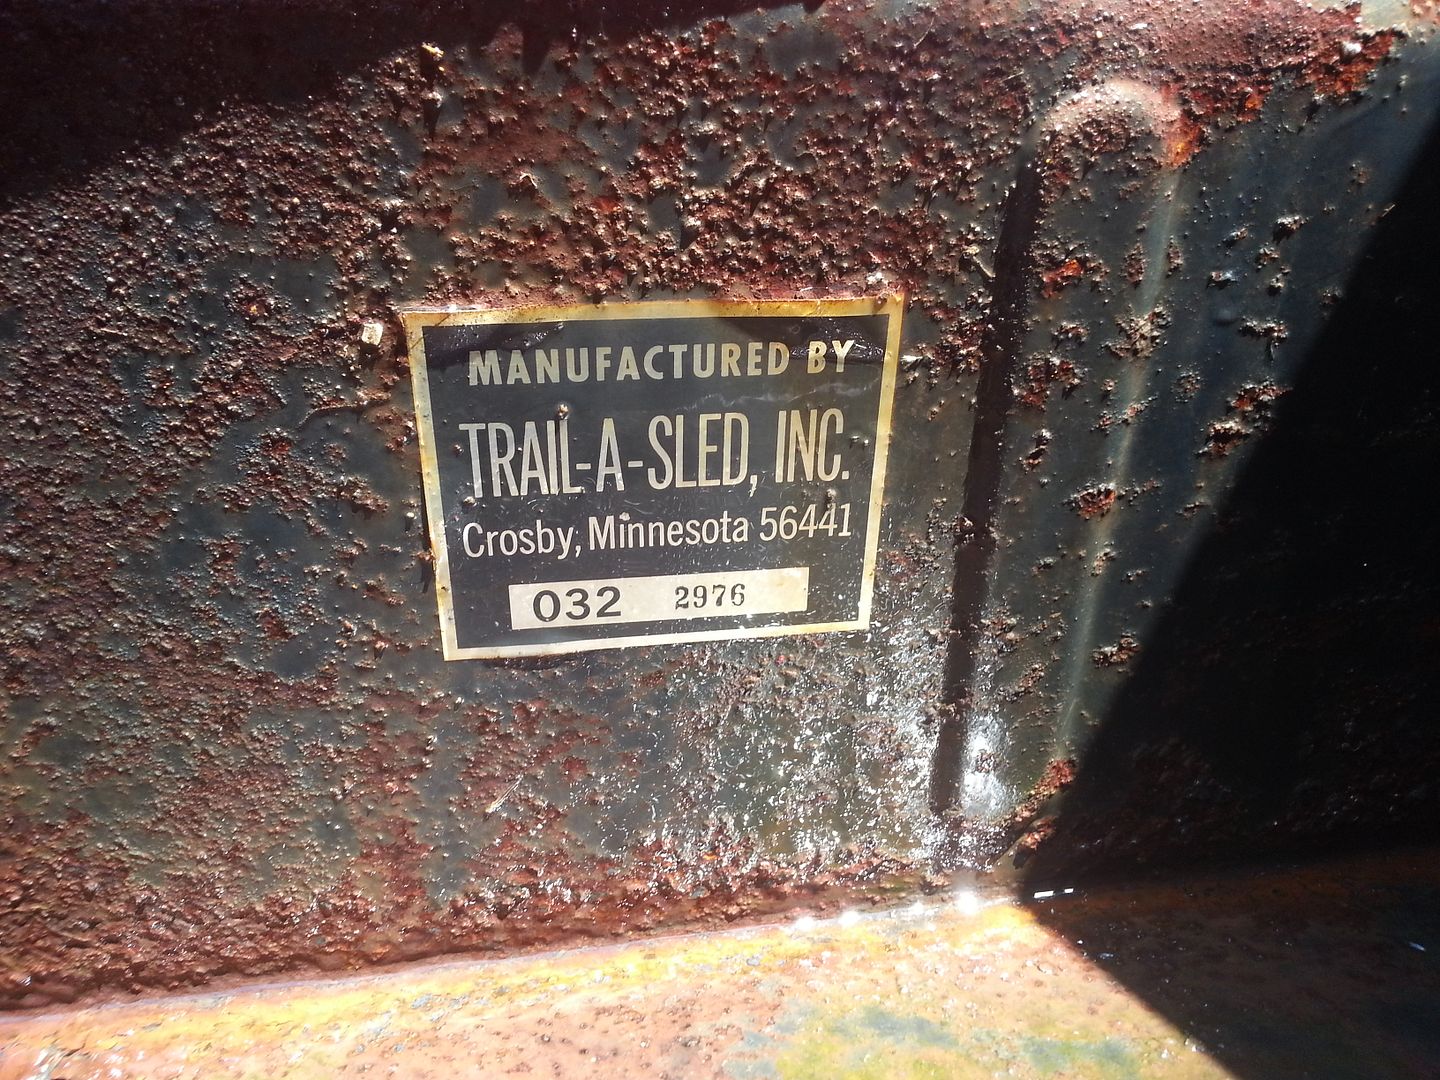 MANUFACTURED BY
TRAIL-A-SLED, INC.
Crosby, Minnesota 56441
032 2976